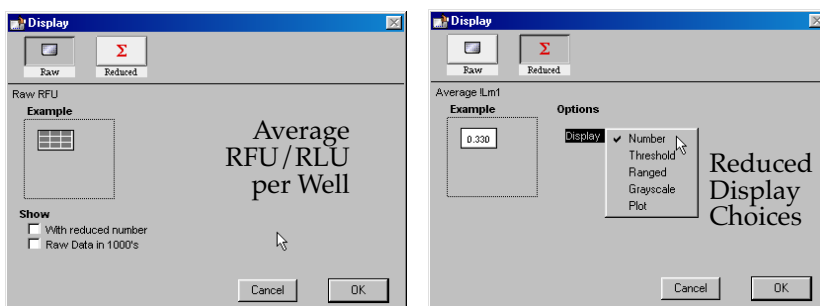 Display
Σ
Raw Reduced
Raw RFU
Example
Average
RFU/RLU
per Well
Show
With reduced number
Raw Data in 1000's
Cancel OK
Display
Σ
Raw Reduced
Average !Lm1
Example Options
0.330
Display ✓ Number
Threshold
Ranged
Grayscale
Plot
Reduced
Display
Choices
Cancel OK